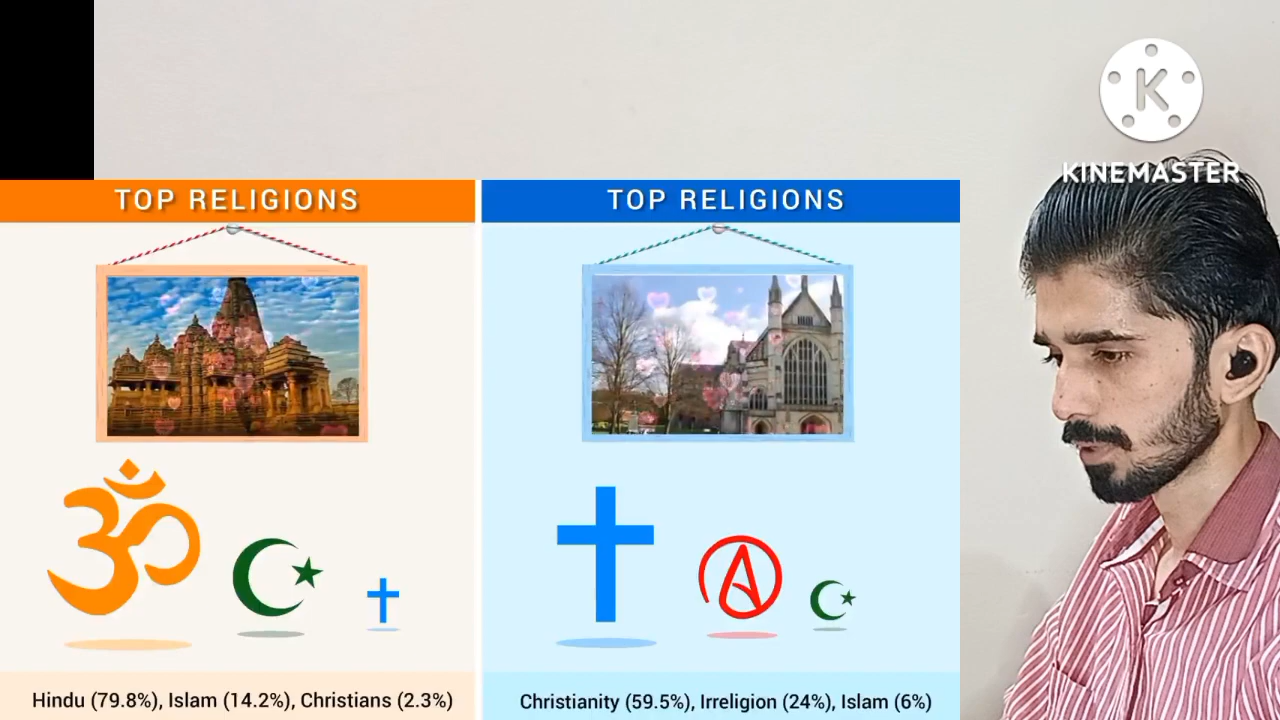 KINEMASTER
TOP RELIGIONS
TOP RELIGIONS
Hindu (79.8%), Islam (14.2%), Christians (2.3%)
Christianity (59.5%), Irreligion (24%), Islam (6%)